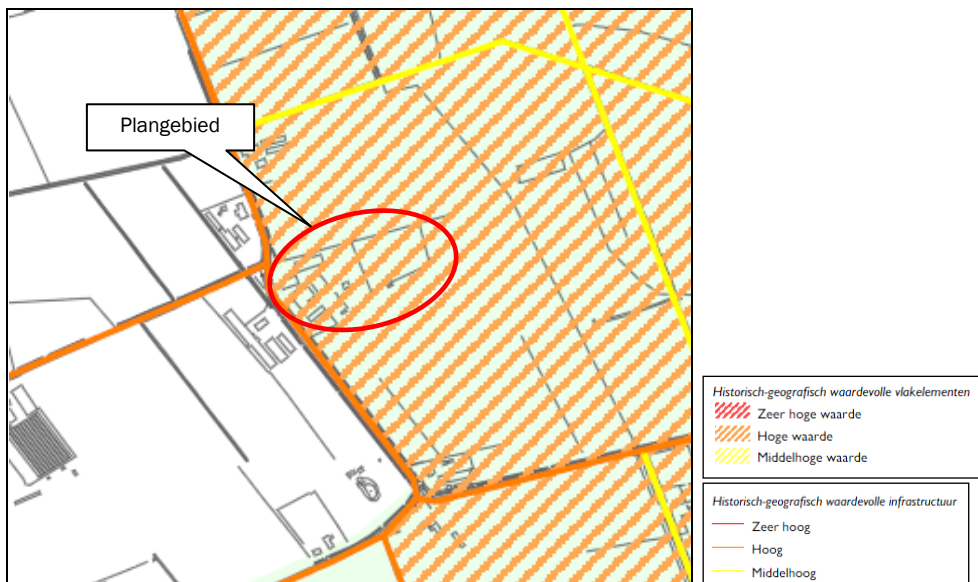 Plangebied
Historisch-geografisch waardevolle vlakelementen
Zeer hoge waarde
Hoge waarde
Middelhoge waarde
Historisch-geografisch waardevolle infrastructuur
Zeer hoog
Hoog
Middelhoog